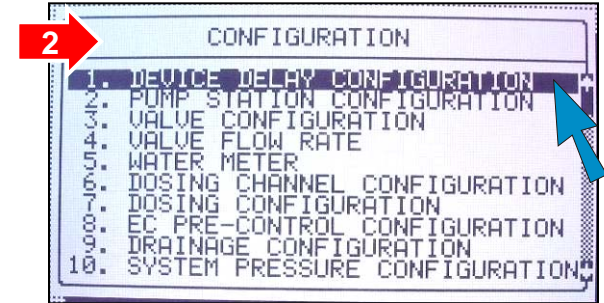 2
CONFIGURATION
1. DEVICE DELAY CONFIGURATION
2. PUMP STATION CONFIGURATION
3. VALVE CONFIGURATION
4. VALVE FLOW RATE
5. WATER METER
6. DOSING CHANNEL CONFIGURATION
7. DOSING CONFIGURATION
8. EC PRE-CONTROL CONFIGURATION
9. DRAINAGE CONFIGURATION
10. SYSTEM PRESSURE CONFIGURATION